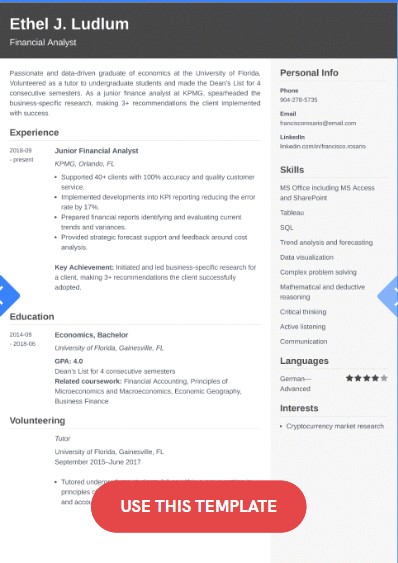 Ethel J. Ludlum
Financial Analyst
Passionate and data-driven graduate of economics at the University of Florida.
Volunteered as a tutor to undergraduate students and made the Dean's List for 4
consecutive semesters. As a junior finance analyst at KPMG, spearheaded the
business-specific research, making 3+ recommendations the client implemented
with success.
Experience
2018-09
- present
Junior Financial Analyst
KPMG, Orlando, FL
• Supported 40+ clients with 100% accuracy and quality customer
service.
• Implemented developments into KPI reporting reducing the error
rate by 17%.
• Prepared financial reports identifying and evaluating current
trends and variances.
• Provided strategic forecast support and feedback around cost
analysis.
Key Achievement: Initiated and led business-specific research for
a client, making 3+ recommendations the client successfully
adopted.
Education
2014-09
- 2018-06
Economics, Bachelor
University of Florida, Gainesville, FL
GPA: 4.0
Dean's List for 4 consecutive semesters
Related coursework: Financial Accounting, Principles of
Microeconomics and Macroeconomics, Economic Geography,
Business Finance
Volunteering
Tutor
University of Florida, Gainesville, FL
September 2015–June 2017
• Tutored
principles
and
USE THIS TEMPLATE
Personal Info
Phone
904-278-5735
Email
franciscorosario@email.com
LinkedIn
linkedin.com/in/francisco.rosario
Skills
MS Office including MS Access
and SharePoint
Tableau
SQL
Trend analysis and forecasting
Data visualization
Complex problem solving
Mathematical and deductive
reasoning
Critical thinking
Active listening
Communication
Languages
German—
Advanced
Interests
• Cryptocurrency market research